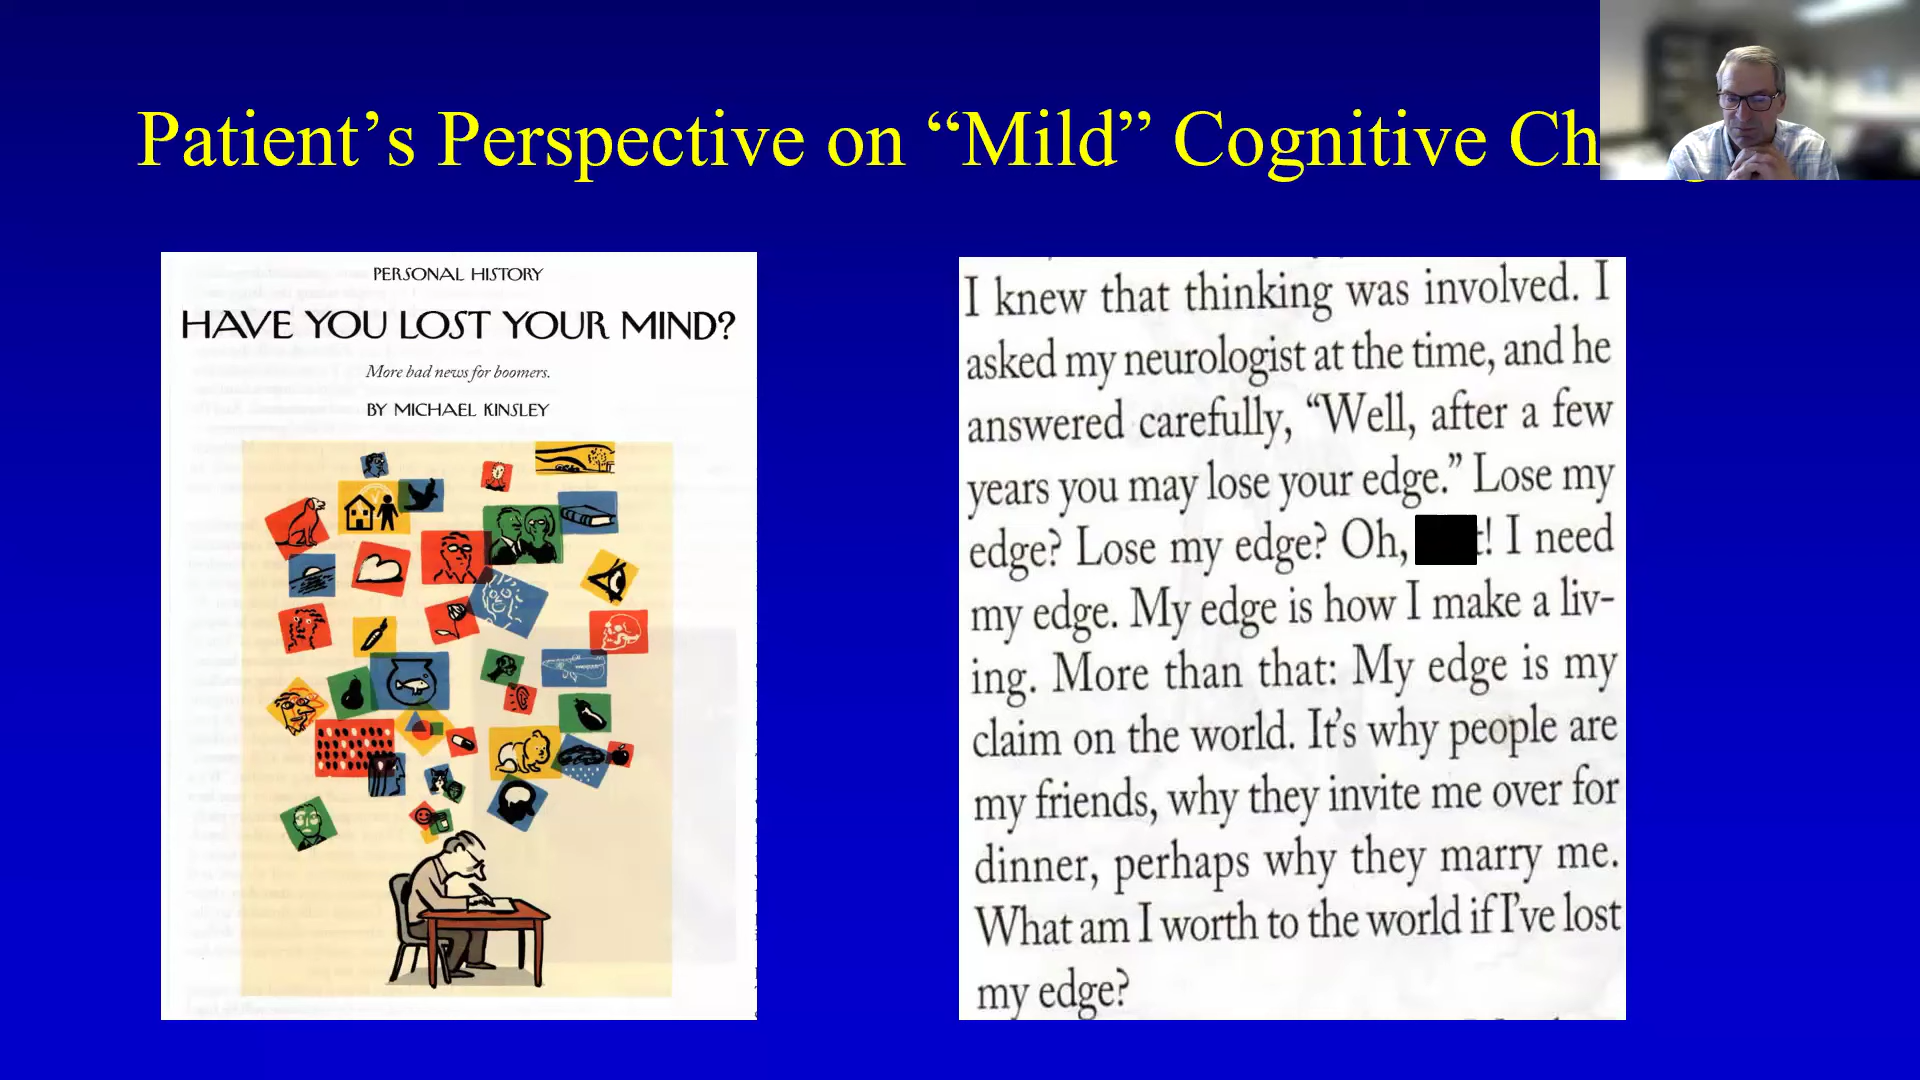 Patient’s Perspective on “Mild” Cognitive Ch
PERSONAL HISTORY
HAVE YOU LOST YOUR MIND?
More bad news for boomers.
BY MICHAEL KINSLEY
I knew that thinking was involved. I
asked my neurologist at the time, and he
answered carefully, “Well, after a few
years you may lose your edge.” Lose my
edge? Lose my edge? Oh, ! I need
my edge. My edge is how I make a liv-
ing. More than that: My edge is my
claim on the world. It’s why people are
my friends, why they invite me over for
dinner, perhaps why they marry me.
What am I worth to the world if I’ve lost
my edge?